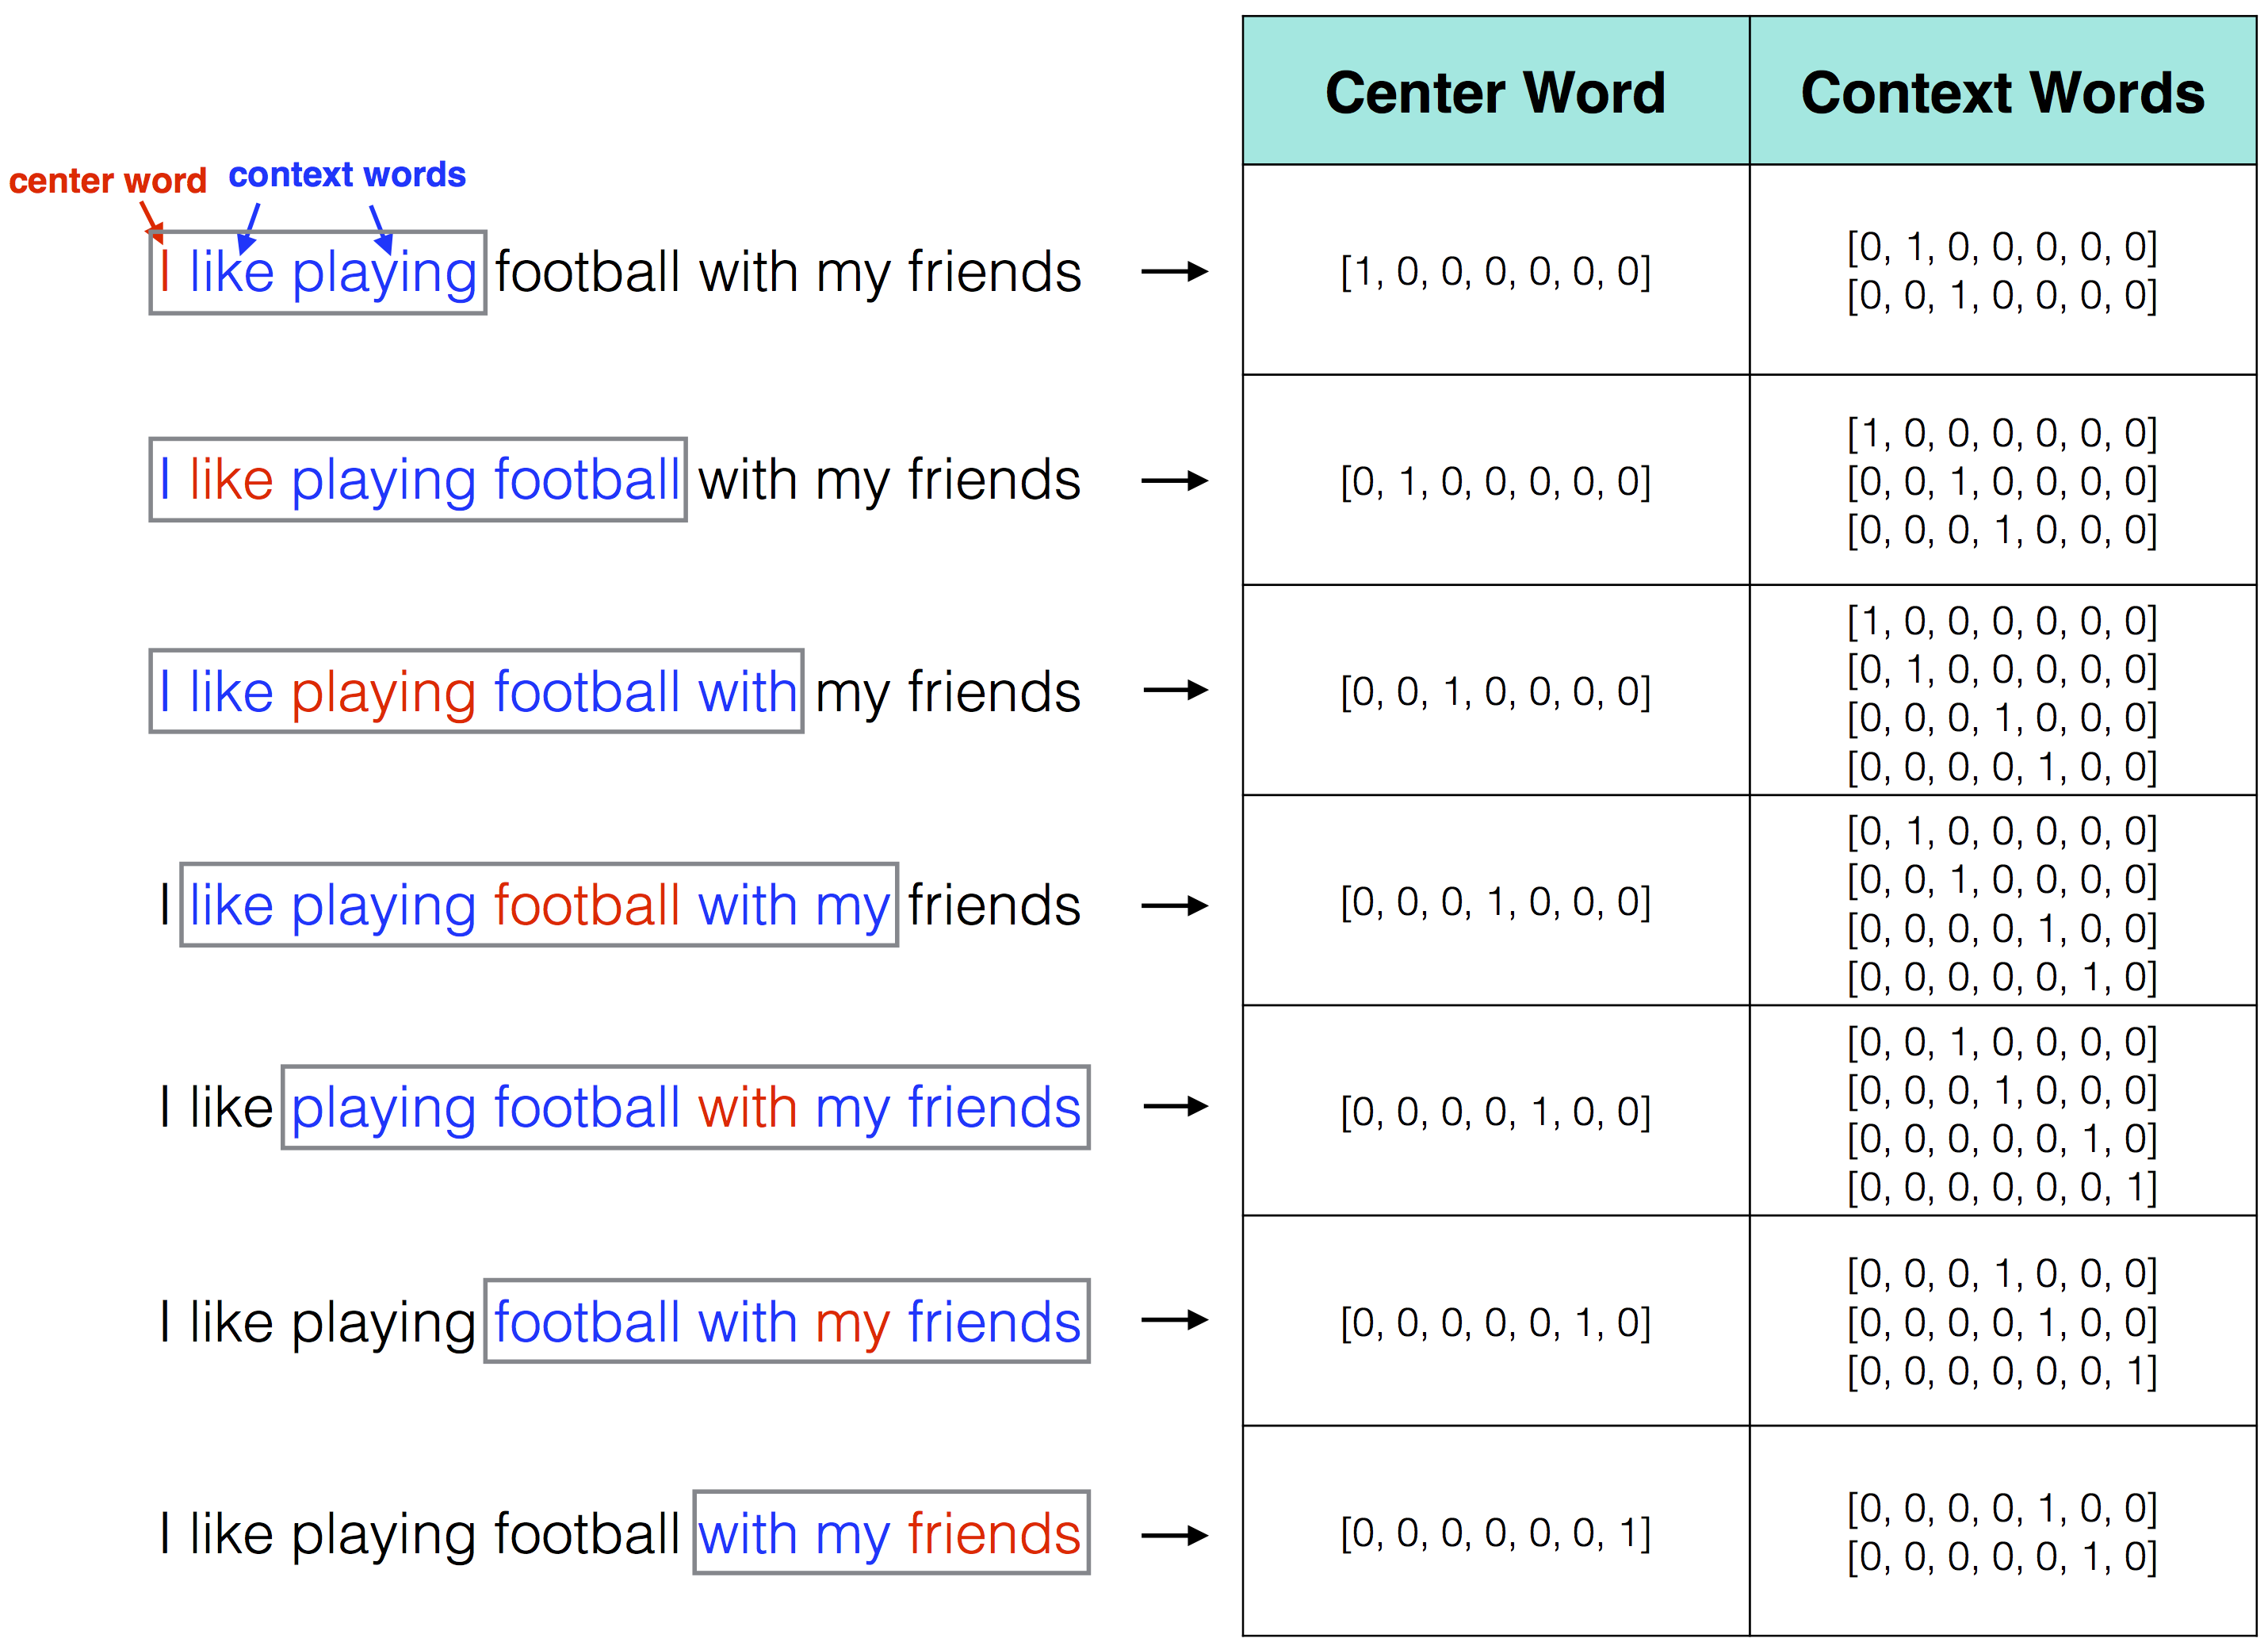 Center Word Context Words
center word context words
I like playing football with my friends
[1, 0, 0, 0, 0, 0, 0]
[0, 1, 0, 0, 0, 0, 0]
[0, 0, 1, 0, 0, 0, 0]
I like playing football with my friends
[0, 1, 0, 0, 0, 0, 0]
[1, 0, 0, 0, 0, 0, 0]
[0, 0, 1, 0, 0, 0, 0]
[0, 0, 0, 1, 0, 0, 0]
I like playing football with my friends
[0, 0, 1, 0, 0, 0, 0]
[1, 0, 0, 0, 0, 0, 0]
[0, 1, 0, 0, 0, 0, 0]
[0, 0, 0, 1, 0, 0, 0]
[0, 0, 0, 0, 1, 0, 0]
I like playing football with my friends
[0, 0, 0, 1, 0, 0, 0]
[0, 1, 0, 0, 0, 0, 0]
[0, 0, 1, 0, 0, 0, 0]
[0, 0, 0, 0, 1, 0, 0]
[0, 0, 0, 0, 0, 1, 0]
I like playing football with my friends
[0, 0, 0, 0, 1, 0, 0]
[0, 0, 1, 0, 0, 0, 0]
[0, 0, 0, 1, 0, 0, 0]
[0, 0, 0, 0, 0, 1, 0]
[0, 0, 0, 0, 0, 0, 1]
I like playing football with my friends
[0, 0, 0, 0, 0, 1, 0]
[0, 0, 0, 1, 0, 0, 0]
[0, 0, 0, 0, 1, 0, 0]
[0, 0, 0, 0, 0, 0, 1]
I like playing football with my friends
[0, 0, 0, 0, 0, 0, 1]
[0, 0, 0, 0, 1, 0, 0]
[0, 0, 0, 0, 0, 1, 0]